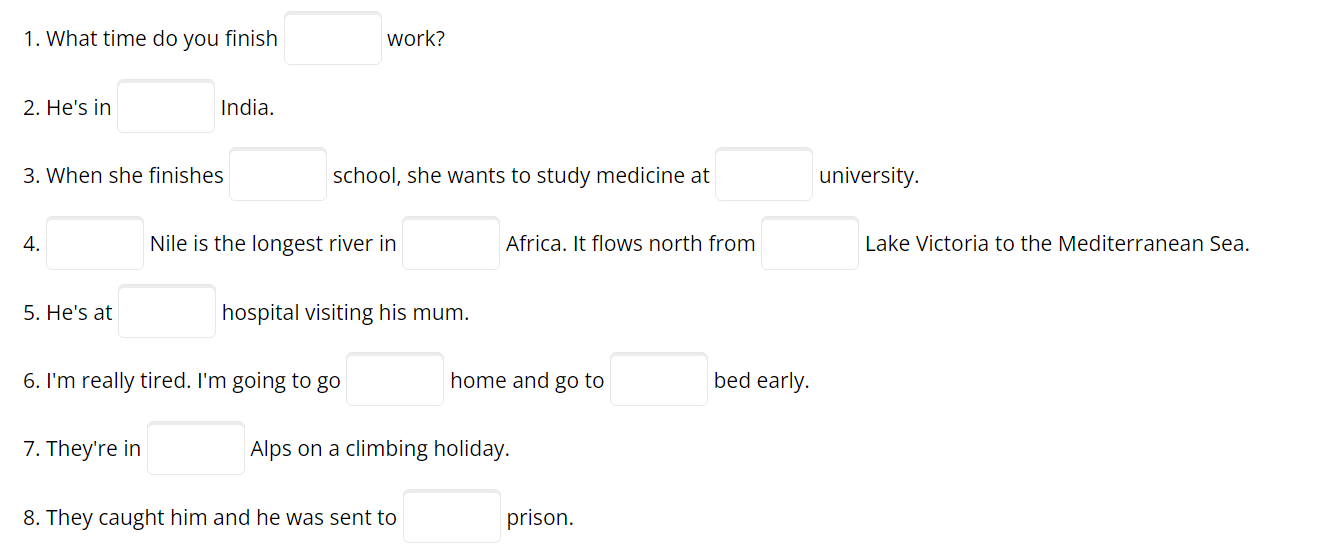 1. What time do you finish work?
2. He's in India.
3. When she finishes school, she wants to study medicine at university.
4. Nile is the longest river in Africa. It flows north from Lake Victoria to the Mediterranean Sea.
5. He's at hospital visiting his mum.
6. I'm really tired. I'm going to go home and go to bed early.
7. They're in Alps on a climbing holiday.
8. They caught him and he was sent to prison.